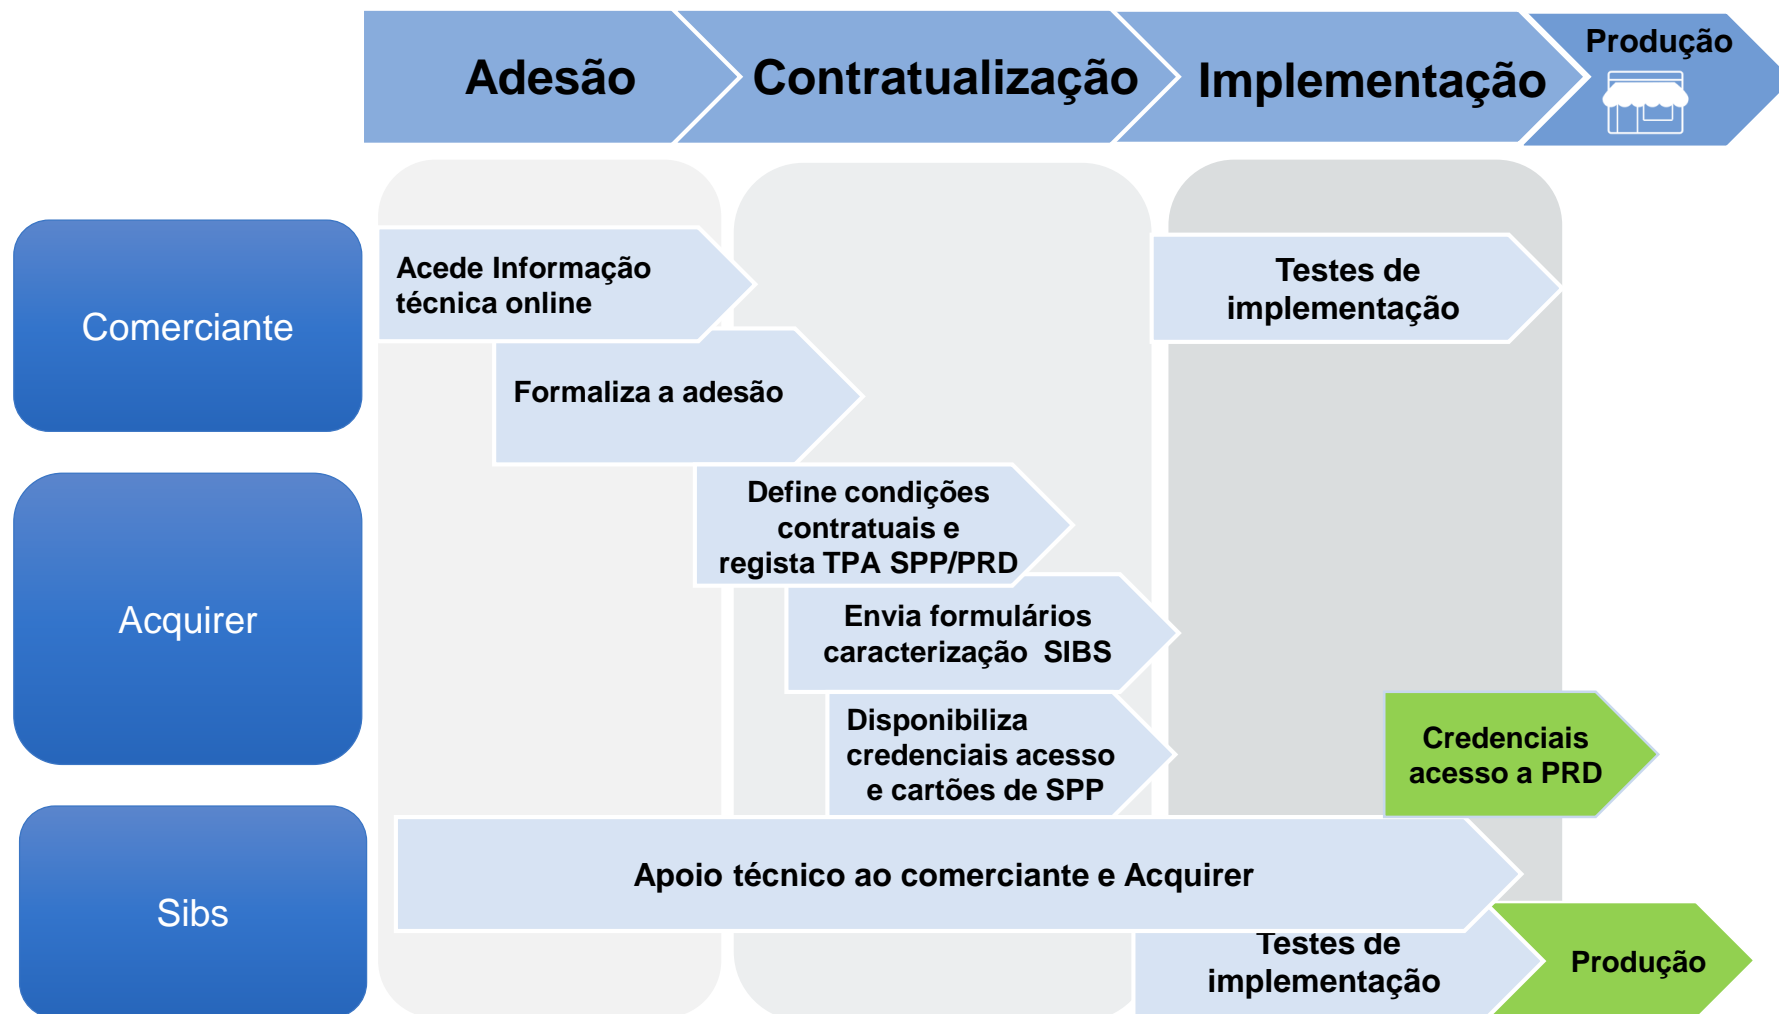 Adesão
Contratualização
Implementação
Produção
Comerciante
Acede Informação
técnica online
Testes de
implementação
Formaliza a adesão
Acquirer
Define condições
contratuais e
regista TPA SPP/PRD
Envia formulários
caracterização SIBS
Disponibiliza
credenciais acesso
e cartões de SPP
Credenciais
acesso a PRD
Sibs
Apoio técnico ao comerciante e Acquirer
Testes de
implementação
Produção